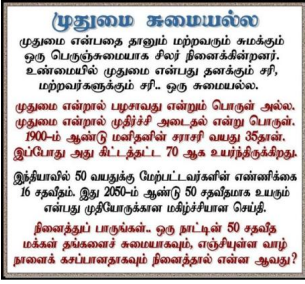 முதுமை சுமையல்ல
முதுமை என்பதை தானும் மற்றவரும் சுமக்கும்
ஒரு பெருஞ்சுமையாக சிலர் நினைக்கின்றனர்.
உண்மையில் முதுமை என்பது தனக்கும் சரி,
மற்றவர்களுக்கும் சரி.. ஒரு சுமையல்ல.
முதுமை என்றால் பழசாவது என்றும் பொருள் அல்ல.
முதுமை என்றால் முதிர்ச்சி அடைதல் என்று பொருள்.
1900-ம் ஆண்டு மனிதனின் சராசரி வயது 35தான்.
இப்போது அது கிட்டத்தட்ட 70 ஆக உயர்ந்திருக்கிறது.
இந்தியாவில் 50 வயதுக்கு மேற்பட்டவர்களின் எண்ணிக்கை
16 சதவீதம். இது 2050-ம் ஆண்டு 50 சதவீதமாக உயரும்
என்பது முதியோருக்கான மகிழ்ச்சியான செய்தி.
நினைத்துப் பாருங்கள்.. ஒரு நாட்டின் 50 சதவீத
மக்கள் தங்களைச் சுமையாகவும், எஞ்சியுள்ள வாழ்
நாளைக் கசப்பானதாகவும் நினைத்தால் என்ன ஆவது?